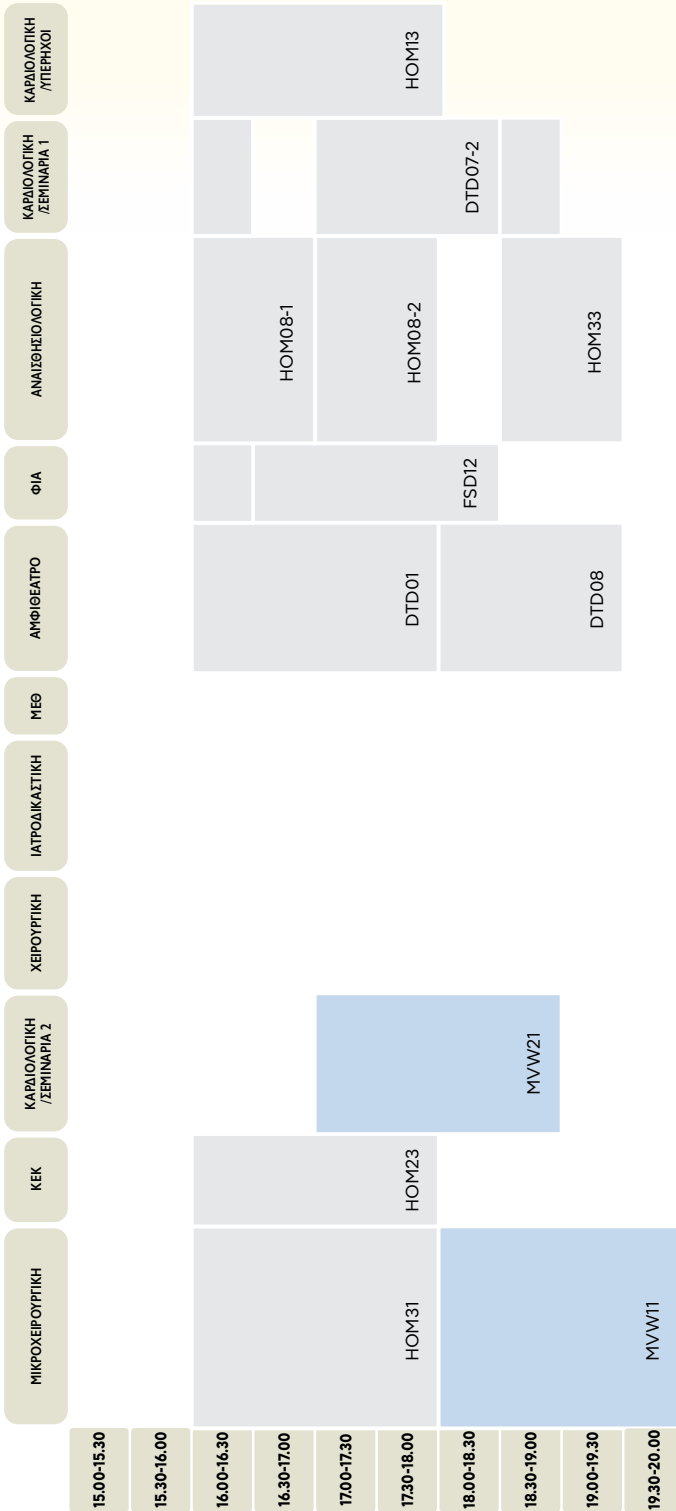 ΜΙΚΡΟΧΕΙΡΟΥΡΓΙΚΗ
ΚΕΚ
ΚΑΡΔΙΟΛΟΓΙΚΗ
/ΣΕΜΙΝΑΡΙΑ 2
ΧΕΙΡΟΥΡΓΙΚΗ
ΙΑΤΡΟΔΙΚΑΣΤΙΚΗ
ΜΕΘ
ΑΜΦΙΘΕΑΤΡΟ
ΦΙΑ
ΑΝΑΙΣΘΗΣΙΟΛΟΓΙΚΗ
ΚΑΡΔΙΟΛΟΓΙΚΗ
/ΣΕΜΙΝΑΡΙΑ 1
ΚΑΡΔΙΟΛΟΓΙΚΗ
/ΥΠΕΡΗΧΟΙ
15.00-15.30
15.30-16.00
16.00-16.30
16.30-17.00
HOM08-1
17.00-17.30
17.30-18.00
HOM31
HOM23
DTD01
HOM08-2
HOM13
18.00-18.30
FSD12
DTD07-2
18.30-19.00
MVW21
19.00-19.30
DTD08
HOM33
19.30-20.00
MVW11